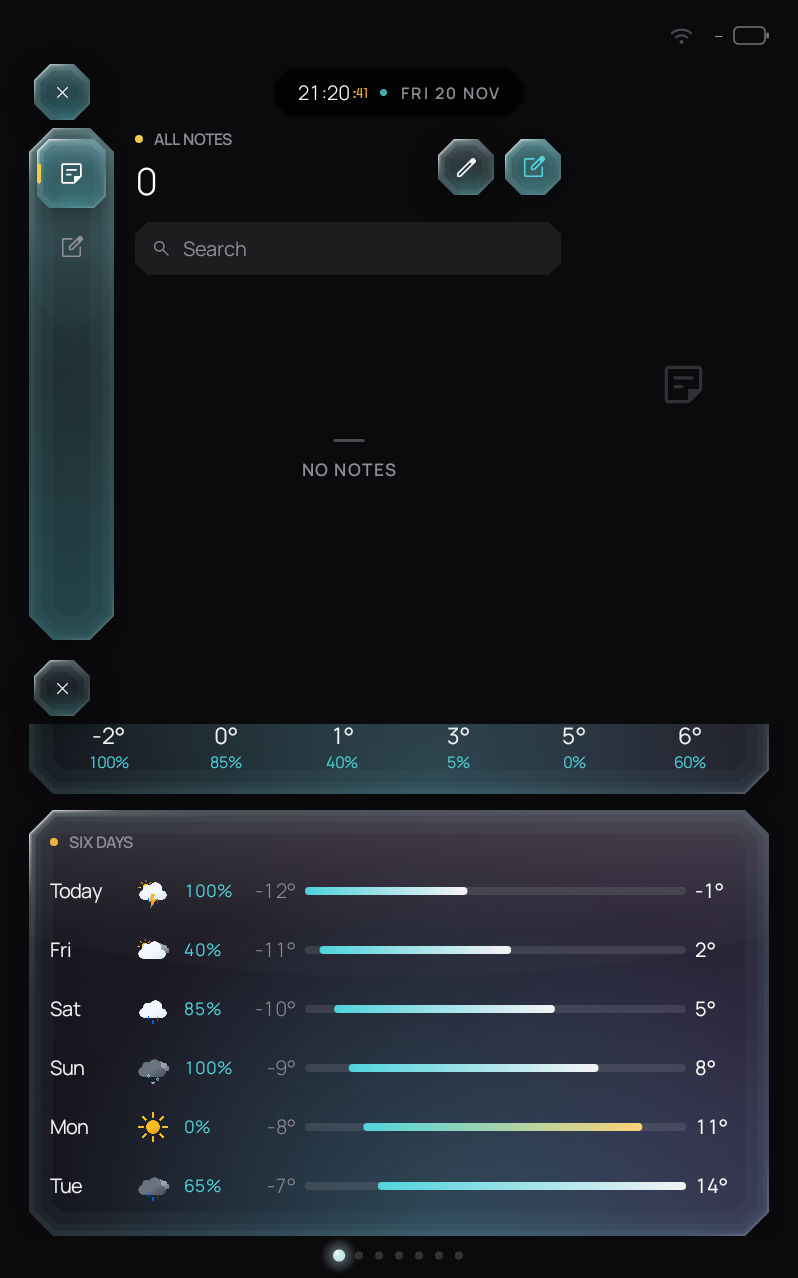 –
21:20:41 FRI 20 NOV
ALL NOTES
0
Search
NO NOTES
-2° 0° 1° 3° 5° 6°
100% 85% 40% 5% 0% 60%
SIX DAYS
Today 100% -12° -1°
Fri 40% -11° 2°
Sat 85% -10° 5°
Sun 100% -9° 8°
Mon 0% -8° 11°
Tue 65% -7° 14°